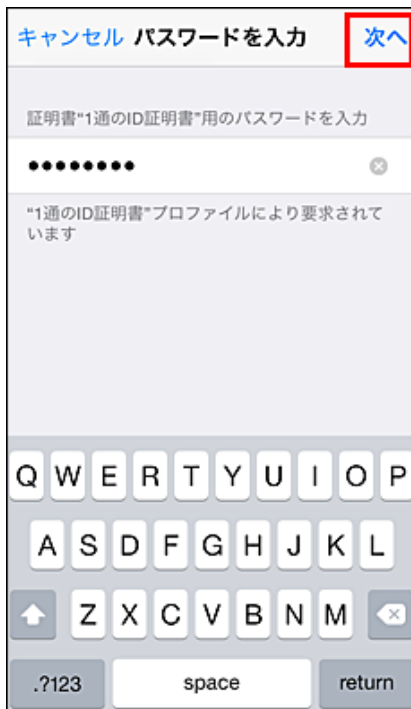 キャンセル パスワードを入力 次へ
証明書“1通のID証明書”用のパスワードを入力
●●●●●●●●
“1通のID証明書”プロファイルにより要求されて
います
Q W E R T Y U I O P
A S D F G H J K L
Z X C V B N M
.?123 space return